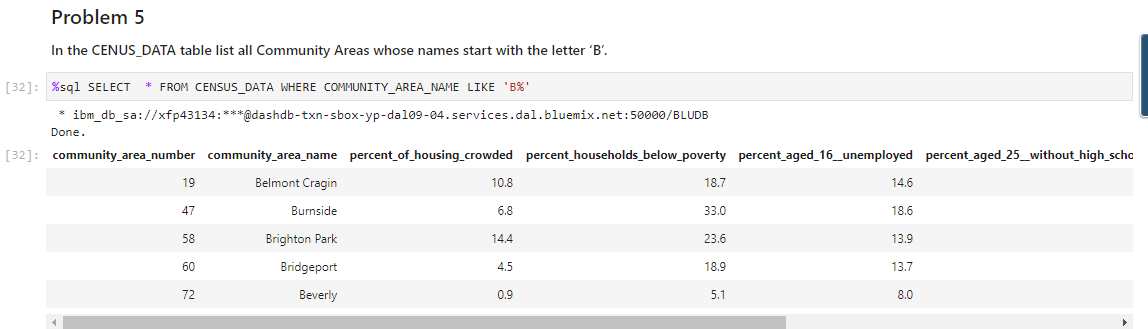 Problem 5
In the CENUS_DATA table list all Community Areas whose names start with the letter ‘B’.
[32]: %sql SELECT * FROM CENSUS_DATA WHERE COMMUNITY_AREA_NAME LIKE 'B%'
* ibm_db_sa://xfp43134:***@dashdb-txn-sbox-yp-dal09-04.services.dal.bluemix.net:50000/BLUDB
Done.
[32]: community_area_number community_area_name percent_of_housing_crowded percent_households_below_poverty percent_aged_16__unemployed percent_aged_25__without_high_scho
19 Belmont Cragin 10.8 18.7 14.6
47 Burnside 6.8 33.0 18.6
58 Brighton Park 14.4 23.6 13.9
60 Bridgeport 4.5 18.9 13.7
72 Beverly 0.9 5.1 8.0